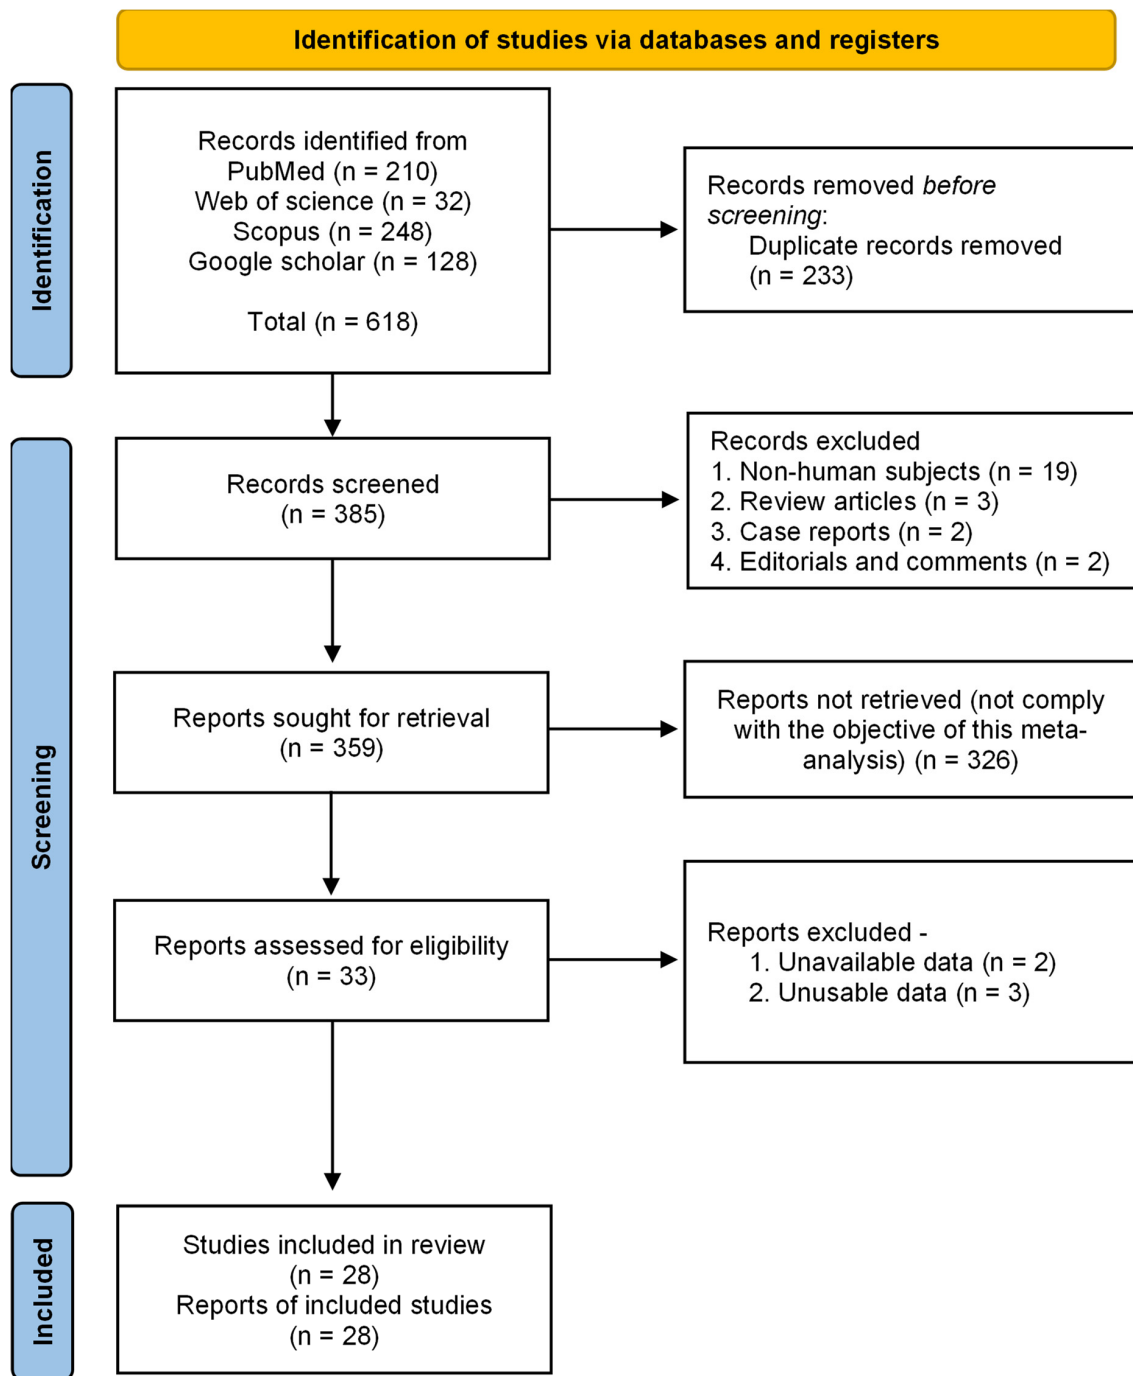 Identification of studies via databases and registers
Identification
Records identified from
PubMed (n = 210)
Web of science (n = 32)
Scopus (n = 248)
Google scholar (n = 128)
Total (n = 618)
Records removed before
screening:
Duplicate records removed
(n = 233)
Screening
Records screened
(n = 385)
Records excluded
1. Non-human subjects (n = 19)
2. Review articles (n = 3)
3. Case reports (n = 2)
4. Editorials and comments (n = 2)
Reports sought for retrieval
(n = 359)
Reports not retrieved (not comply
with the objective of this meta-
analysis) (n = 326)
Reports assessed for eligibility
(n = 33)
Reports excluded -
1. Unavailable data (n = 2)
2. Unusable data (n = 3)
Included
Studies included in review
(n = 28)
Reports of included studies
(n = 28)